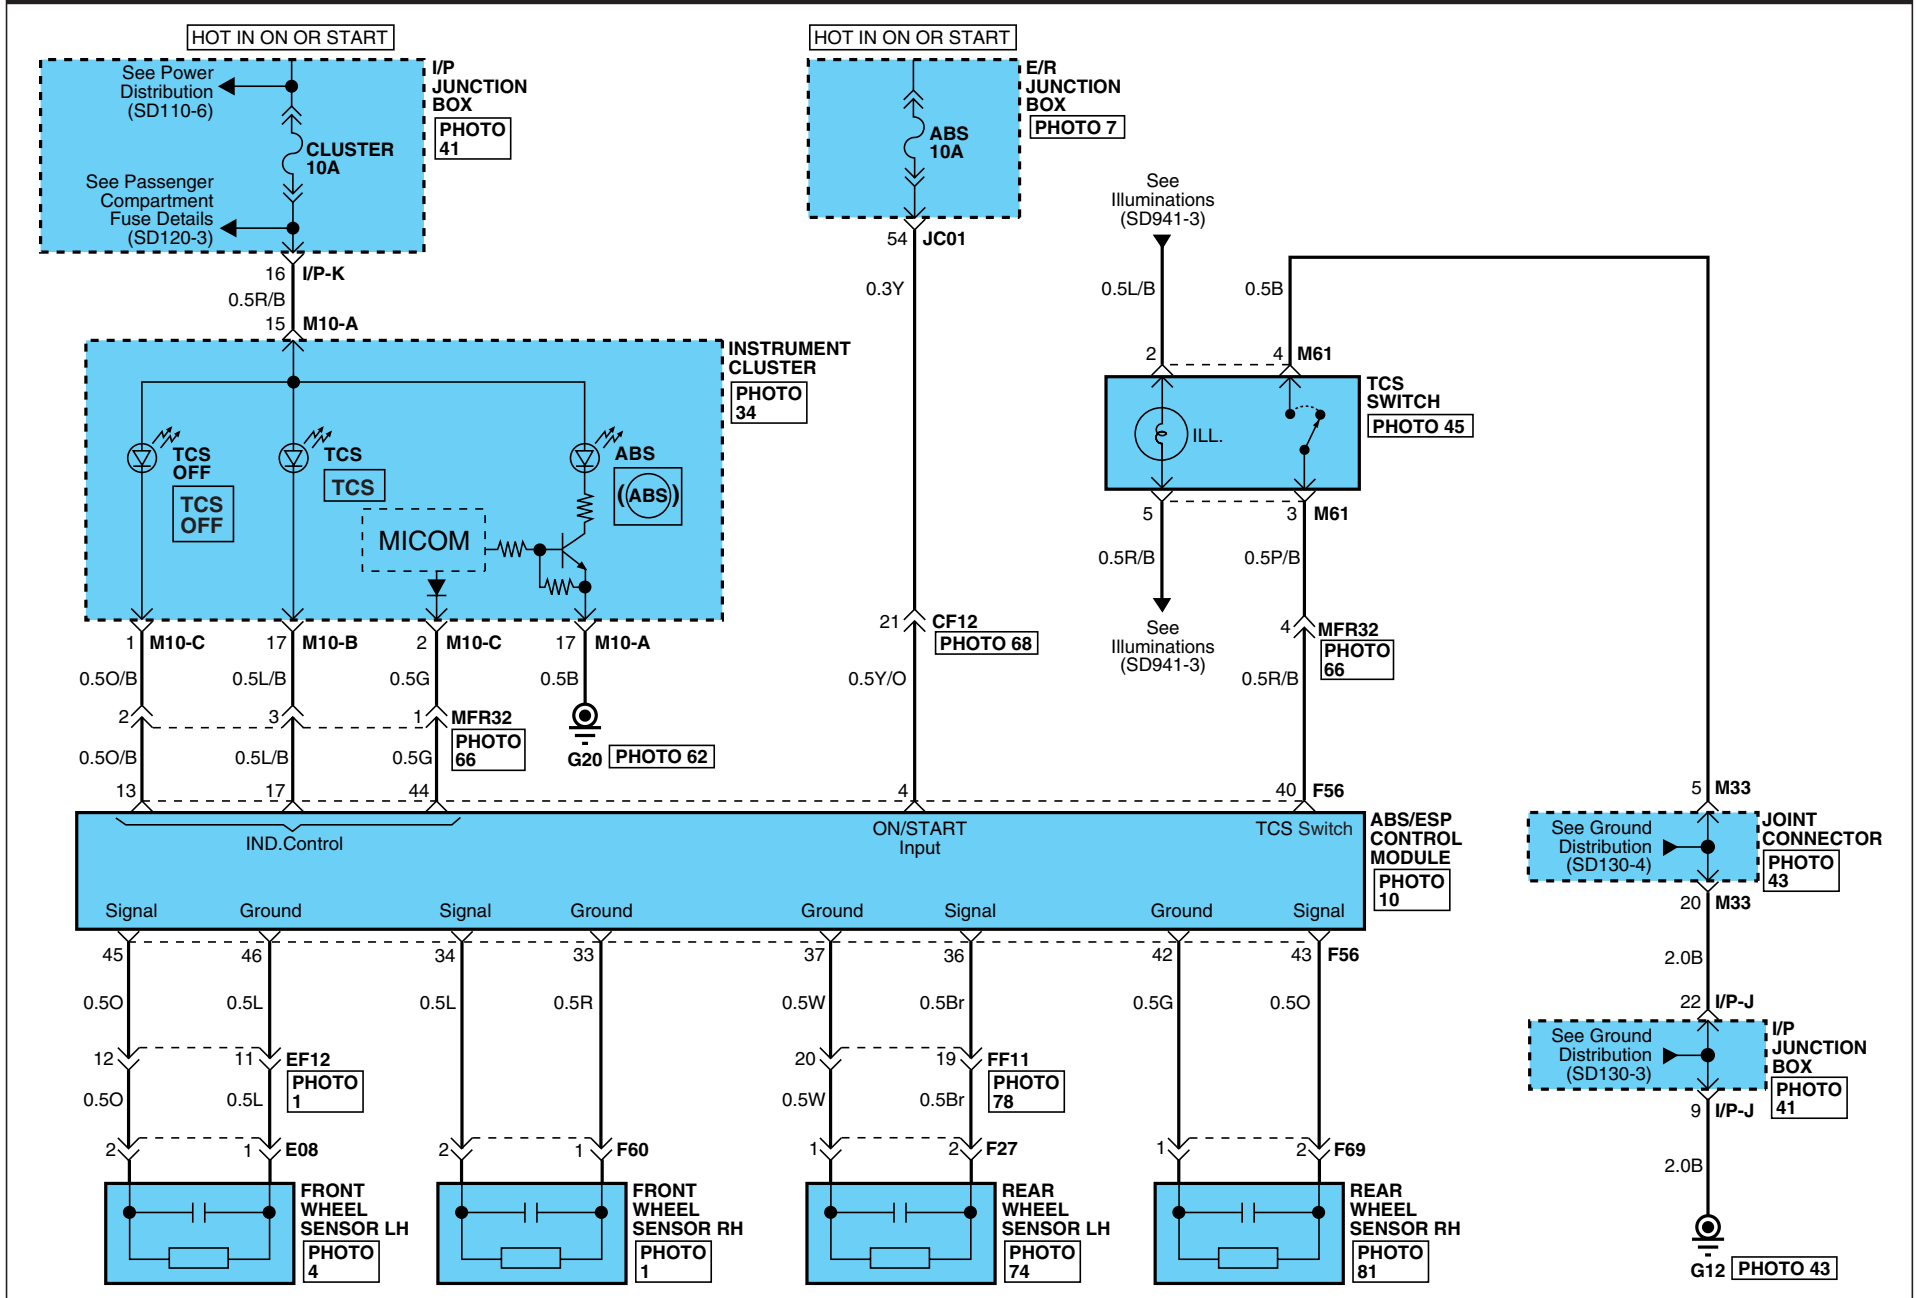 HOT IN ON OR START
HOT IN ON OR START
See Power
Distribution
(SD110-6)
CLUSTER
10A
See Passenger
Compartment
Fuse Details
(SD120-3)
I/P
JUNCTION
BOX
PHOTO
41
ABS
10A
E/R
JUNCTION
BOX
PHOTO 7
16 I/P-K
0.5R/B
15 M10-A
54 JC01
0.3Y
See
Illuminations
(SD941-3)
0.5L/B
0.5B
2
4 M61
INSTRUMENT
CLUSTER
PHOTO
34
TCS
OFF
TCS
OFF
TCS
TCS
ABS
(ABS)
MICOM
ILL.
TCS
SWITCH
PHOTO 45
5
3 M61
0.5R/B
0.5P/B
See
Illuminations
(SD941-3)
4 MFR32
PHOTO
66
0.5R/B
21 CF12
PHOTO 68
0.5Y/O
1 M10-C
17 M10-B
2 M10-C
17 M10-A
0.5O/B
0.5L/B
0.5G
0.5B
2
3
1 MFR32
PHOTO
66
0.5O/B
0.5L/B
0.5G
G20 PHOTO 62
13
17
44
4
40 F56
IND.Control
ON/START
Input
TCS Switch
ABS/ESP
CONTROL
MODULE
PHOTO
10
Signal
Ground
Signal
Ground
Ground
Signal
Ground
Signal
45
46
34
33
37
36
42
43 F56
0.5O
0.5L
0.5L
0.5R
0.5W
0.5Br
0.5G
0.5O
12
11 EF12
PHOTO
1
20
19 FF11
PHOTO
78
0.5O
0.5L
0.5W
0.5Br
2
1 E08
2
1 F60
1
2 F27
1
2 F69
FRONT
WHEEL
SENSOR LH
PHOTO
4
FRONT
WHEEL
SENSOR RH
PHOTO
1
REAR
WHEEL
SENSOR LH
PHOTO
74
REAR
WHEEL
SENSOR RH
PHOTO
81
5 M33
See Ground
Distribution
(SD130-4)
JOINT
CONNECTOR
PHOTO
43
20 M33
2.0B
22 I/P-J
See Ground
Distribution
(SD130-3)
I/P
JUNCTION
BOX
PHOTO
41
9 I/P-J
2.0B
G12 PHOTO 43